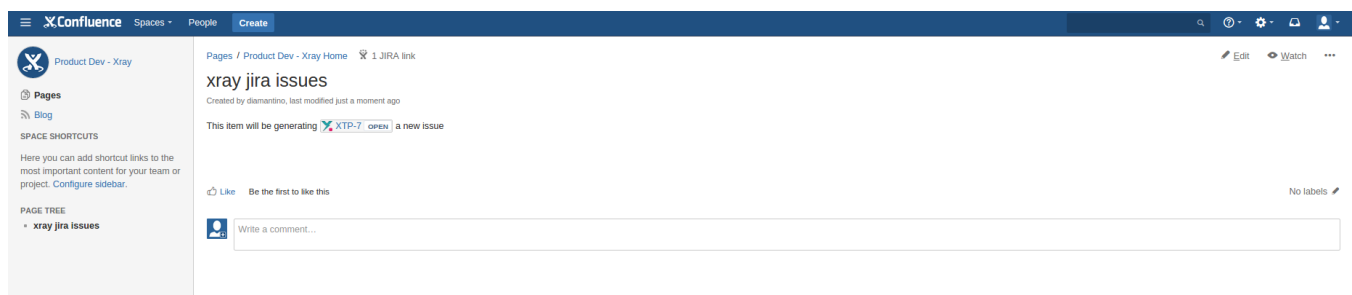 Confluence Spaces People Create
Product Dev - Xray
Pages
Blog
SPACE SHORTCUTS
Here you can add shortcut links to the
most important content for your team or
project. Configure sidebar.
PAGE TREE
xray jira issues
Pages / Product Dev - Xray Home 1 JIRA link
Edit Watch
xray jira issues
Created by diamantino, last modified just a moment ago
This item will be generating XTP-7 OPEN a new issue
Like Be the first to like this
No labels
Write a comment…